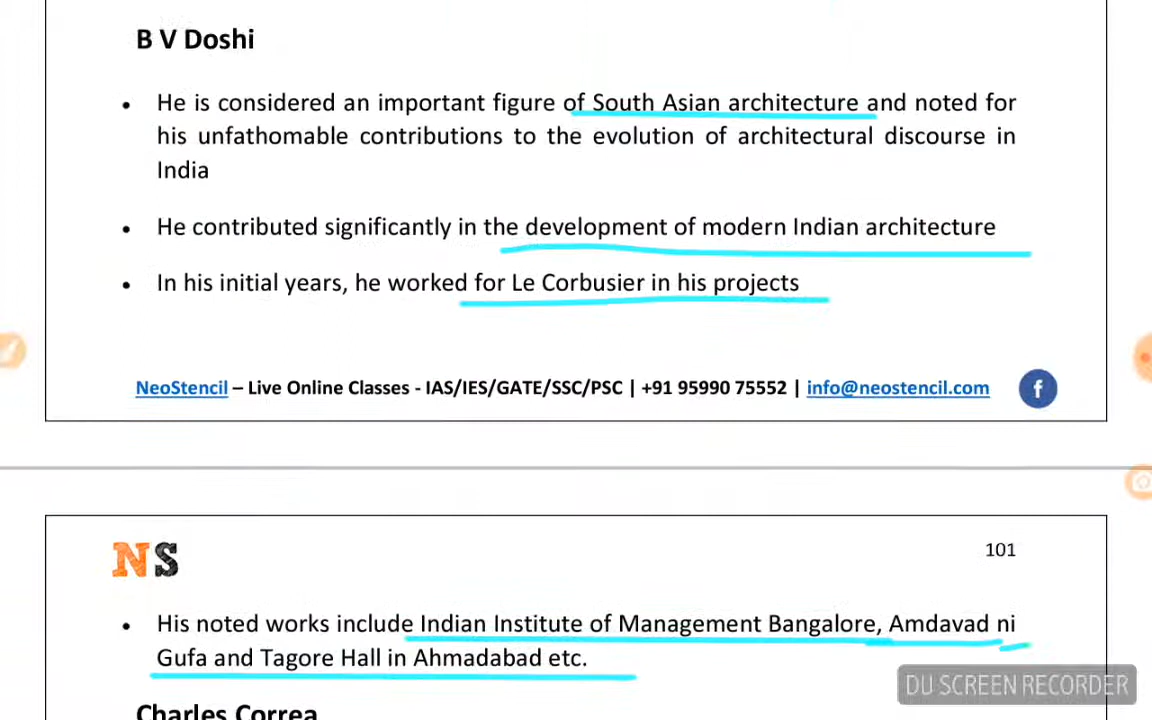 B V Doshi
• He is considered an important figure of South Asian architecture and noted for
his unfathomable contributions to the evolution of architectural discourse in
India
• He contributed significantly in the development of modern Indian architecture
• In his initial years, he worked for Le Corbusier in his projects
NeoStencil – Live Online Classes - IAS/IES/GATE/SSC/PSC | +91 95990 75552 | info@neostencil.com f
NS 101
• His noted works include Indian Institute of Management Bangalore, Amdavad ni
Gufa and Tagore Hall in Ahmadabad etc.
DU SCREEN RECORDER
Charles Correa